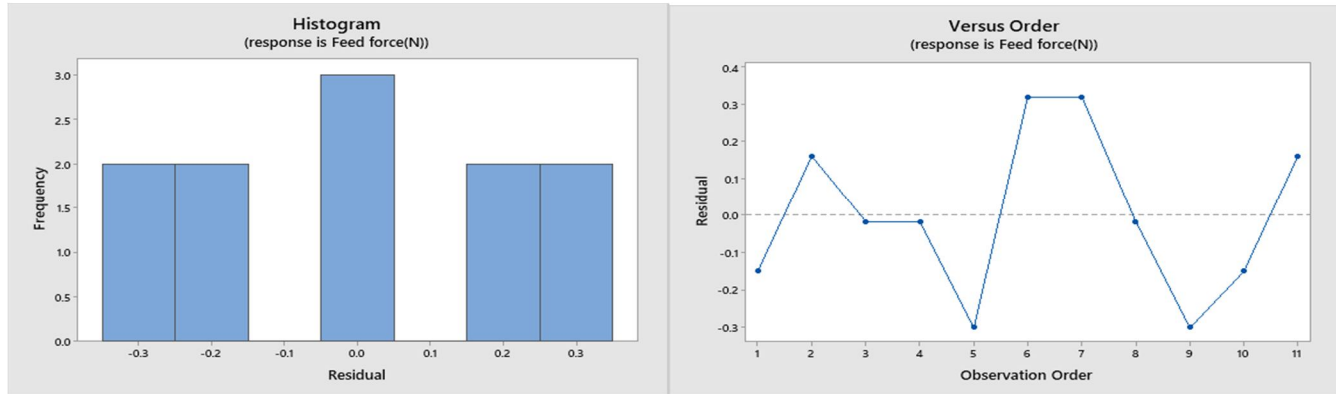 Histogram
(response is Feed force(N))
3.0
2.5
2.0
1.5
1.0
0.5
0.0
Frequency
-0.3 -0.2 -0.1 0.0 0.1 0.2 0.3
Residual
Versus Order
(response is Feed force(N))
0.4
0.3
0.2
0.1
0.0
-0.1
-0.2
-0.3
Residual
1 2 3 4 5 6 7 8 9 10 11
Observation Order